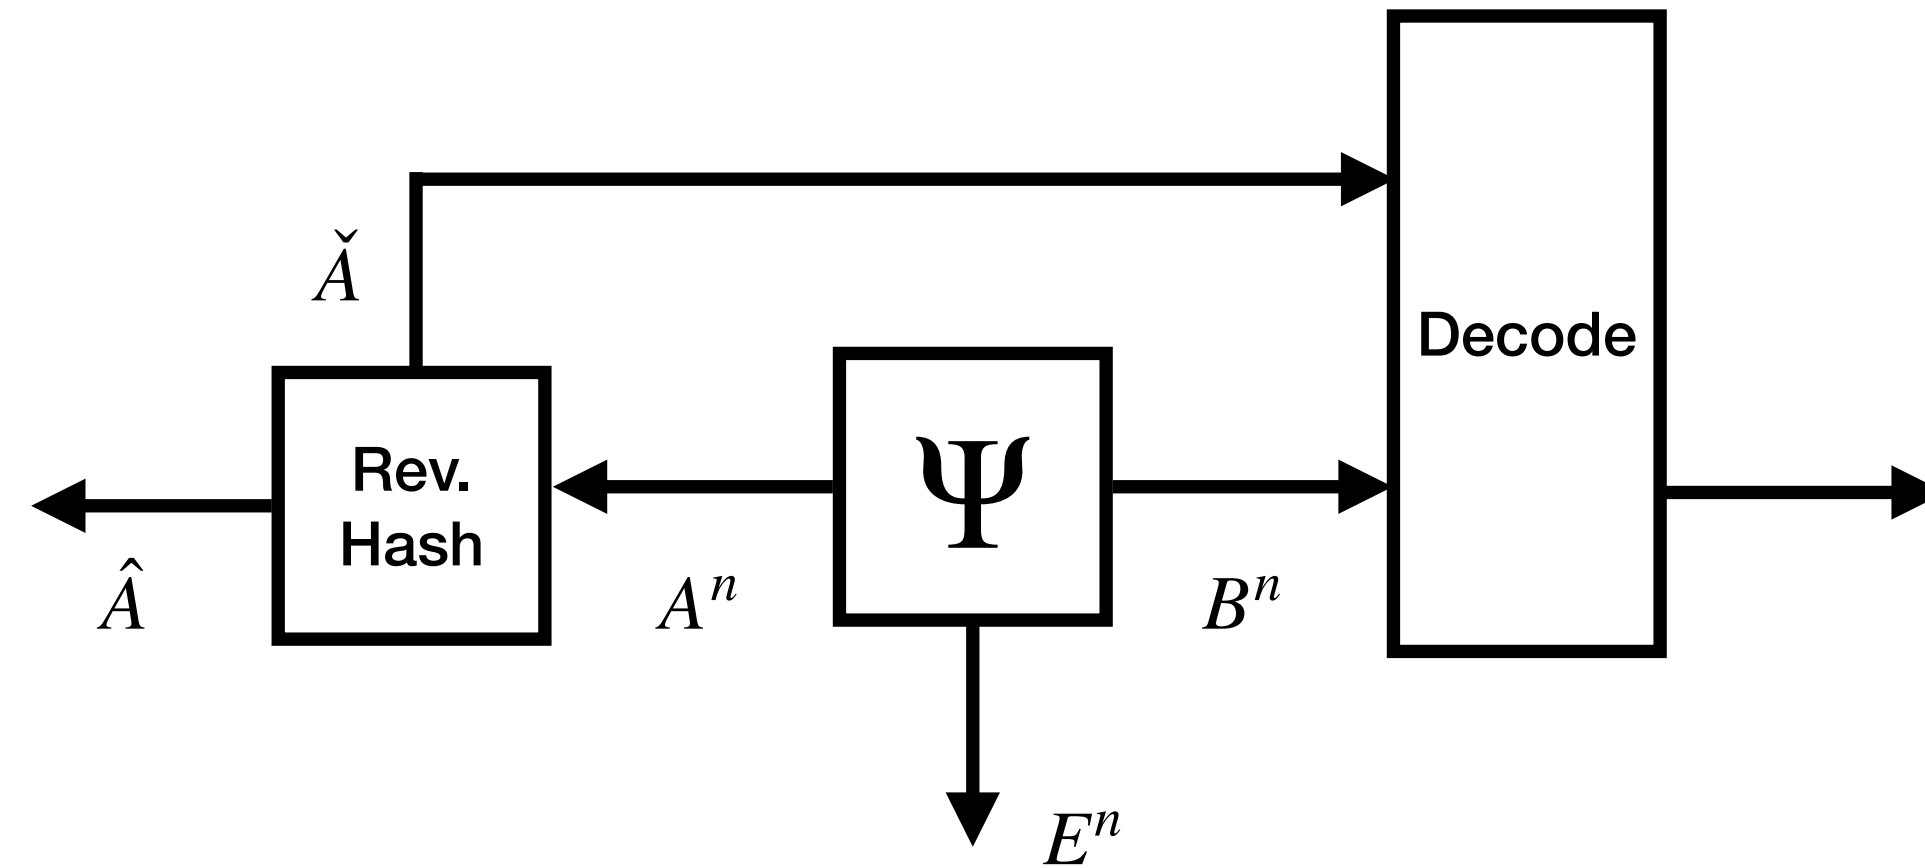 Ǎ
Decode
Rev.
Hash
Ψ
Â
Aⁿ
Bⁿ
Eⁿ